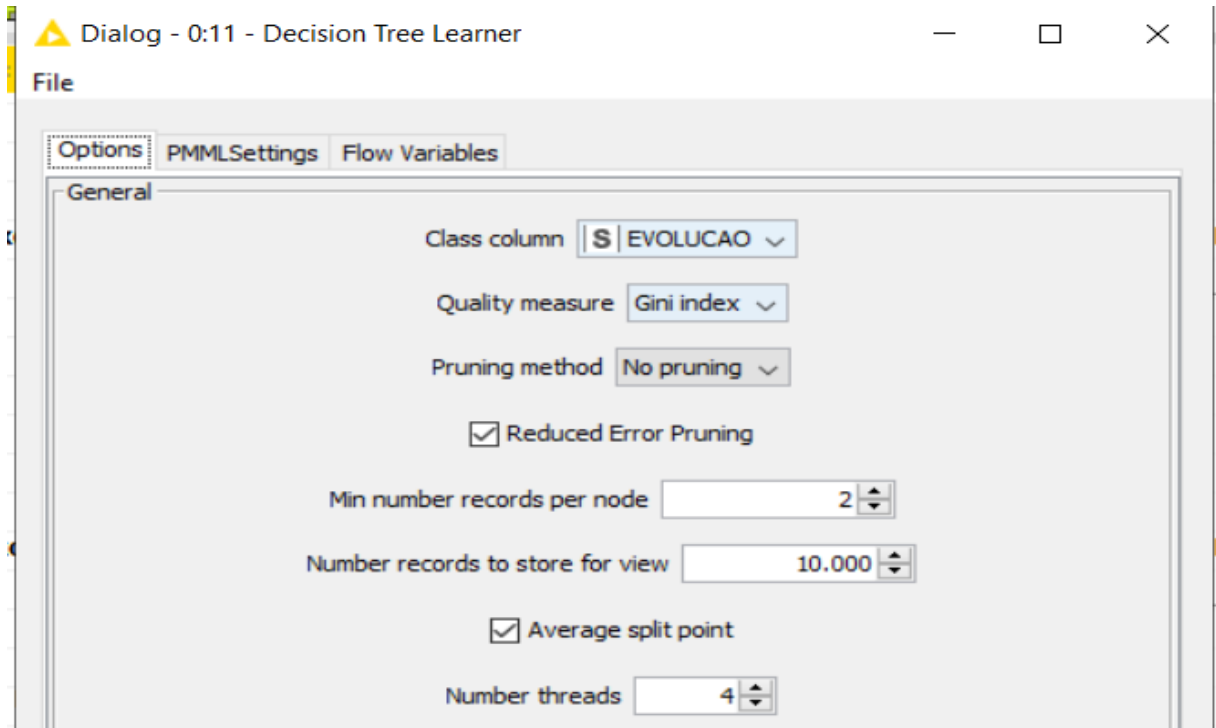 Dialog - 0:11 - Decision Tree Learner
File
Options PMMLSettings Flow Variables
General
Class column S EVOLUCAO
Quality measure Gini index
Pruning method No pruning
Reduced Error Pruning
Min number records per node 2
Number records to store for view 10.000
Average split point
Number threads 4